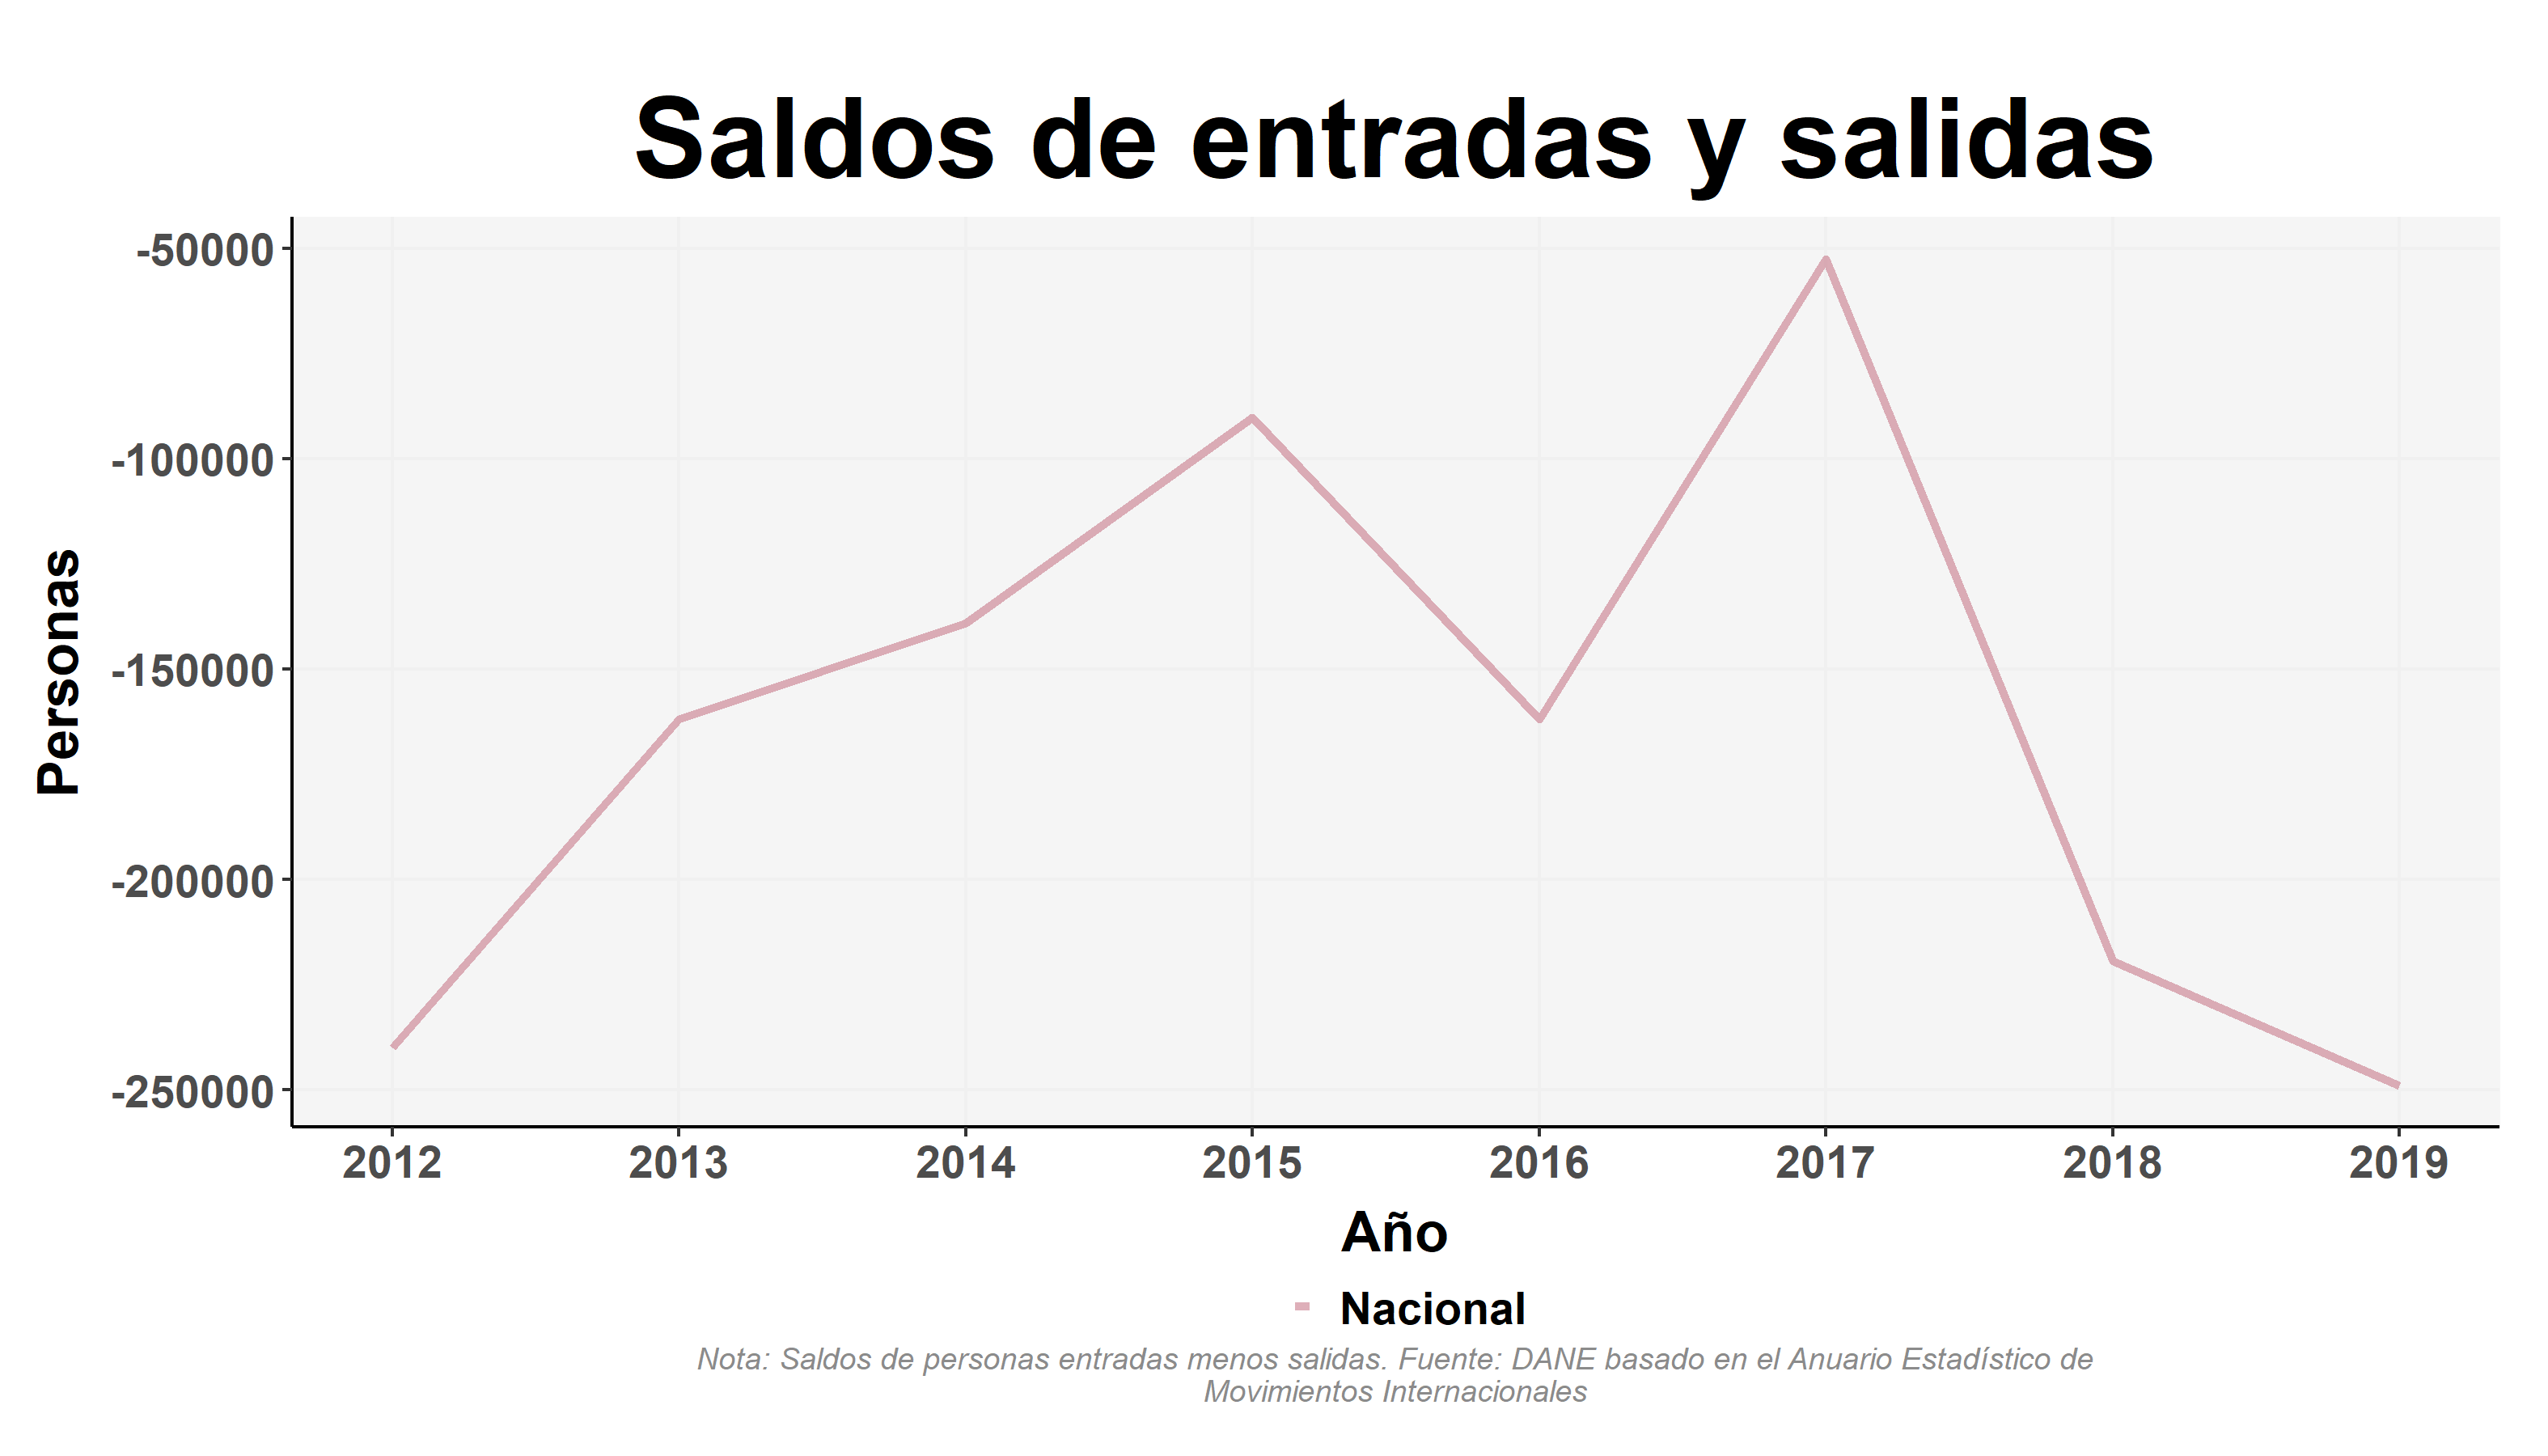 Saldos de entradas y salidas
-50000
-100000
-150000
-200000
-250000
Personas
2012 2013 2014 2015 2016 2017 2018 2019
Año
Nacional
Nota: Saldos de personas entradas menos salidas. Fuente: DANE basado en el Anuario Estadístico de
Movimientos Internacionales